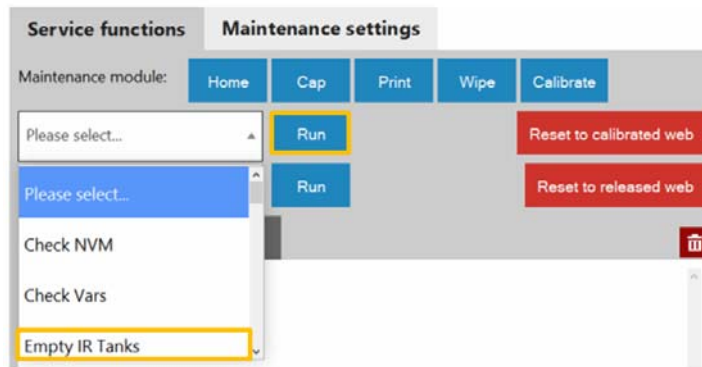 Service functions Maintenance settings
Maintenance module: Home Cap Print Wipe Calibrate
Please select... Run Reset to calibrated web
Please select... Run Reset to released web
Check NVM
Check Vars
Empty IR Tanks